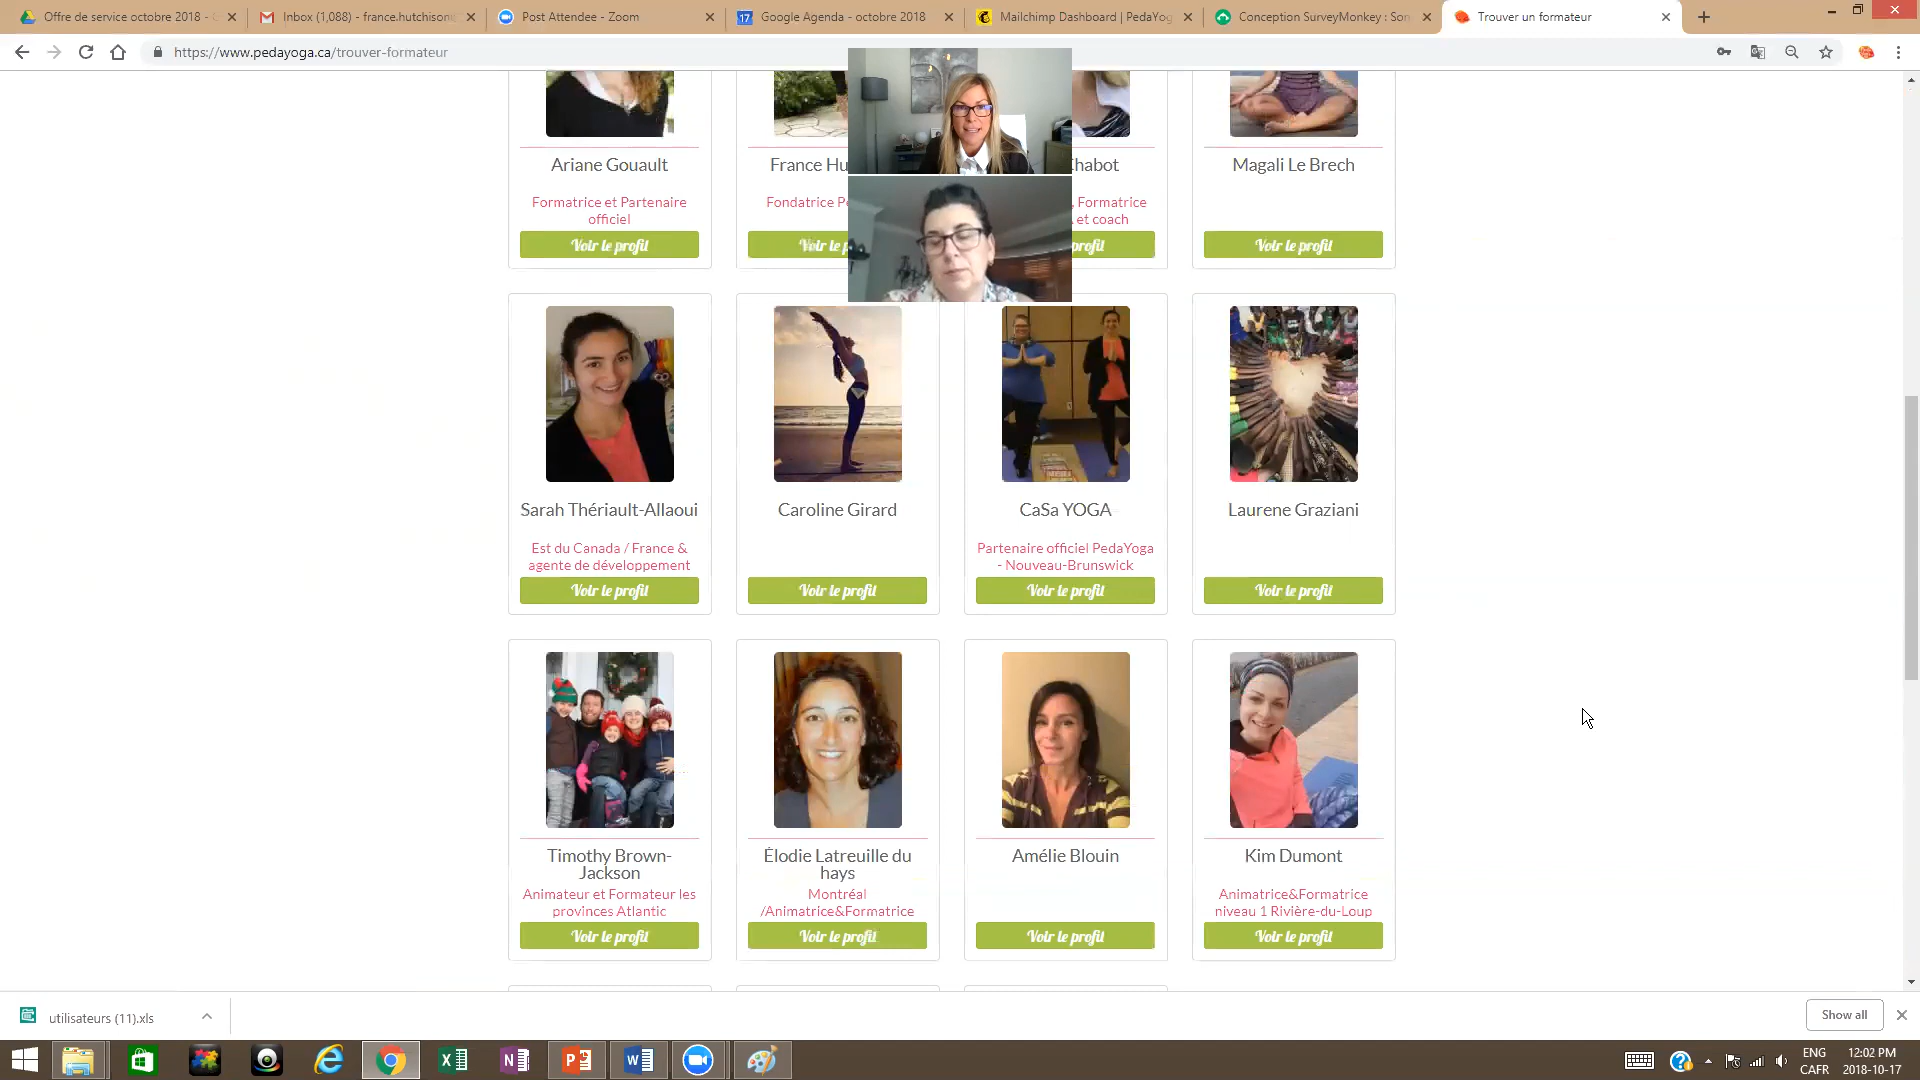 Offre de service octobre 2018 -
Inbox (1,088) - france.hutchison
Post Attendee - Zoom
Google Agenda - octobre 2018
Mailchimp Dashboard | PedaYog
Conception SurveyMonkey : Son
Trouver un formateur
https://www.pedayoga.ca/trouver-formateur
Ariane Gouault
France Hu
Chabot
Magali Le Brech
Formatrice et Partenaire
officiel
Fondatrice Pe
, Formatrice
et coach
Voir le profil
Voir le p
profil
Voir le profil
Sarah Thériault-Allaoui
Caroline Girard
CaSa YOGA
Laurene Graziani
Est du Canada / France &
agente de développement
Partenaire officiel PedaYoga
- Nouveau-Brunswick
Voir le profil
Voir le profil
Voir le profil
Voir le profil
Timothy Brown-
Jackson
Élodie Latreuille du
hays
Amélie Blouin
Kim Dumont
Animateur et Formateur les
provinces Atlantic
Montréal
/Animatrice&Formatrice
Animatrice&Formatrice
niveau 1 Rivière-du-Loup
Voir le profil
Voir le profil
Voir le profil
Voir le profil
utilisateurs (11).xls
Show all
ENG
CAFR
12:02 PM
2018-10-17